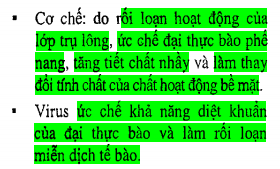 ▪ Cơ chế: do rối loạn hoạt động của
lớp trụ lông, ức chế đại thực bào phế
nang, tăng tiết chất nhầy và làm thay
đổi tính chất của chất hoạt động bề mặt.
▪ Virus ức chế khả năng diệt khuẩn
của đại thực bào và làm rối loạn
miễn dịch tế bào.